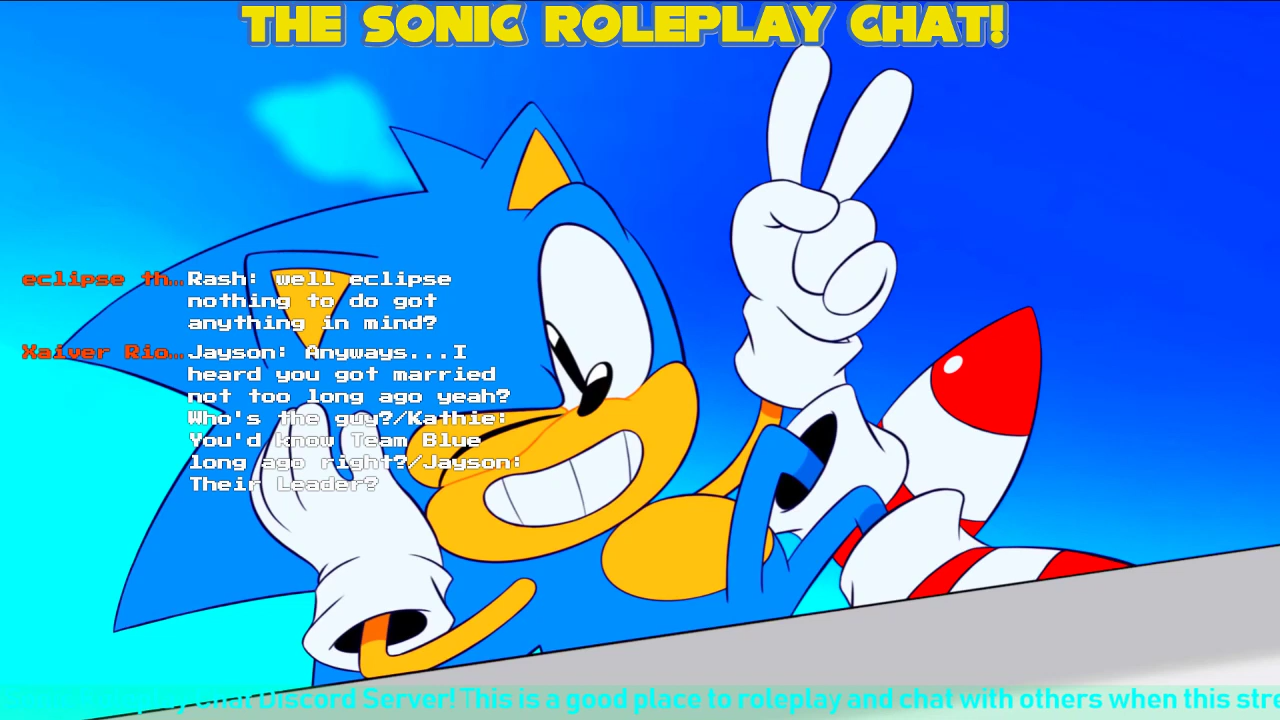 THE SONIC ROLEPLAY CHAT!
eclipse th... Rash: well eclipse
nothing to do got
anything in mind?
Xaiver Rio... Jayson: Anyways...I
heard you got married
not too long ago yeah?
Who's the guy?/Kathie:
You'd know Team Blue
long ago right?/Jayson:
Their Leader?
Chat Discord Server! This is a good place to roleplay and chat with others when this stre